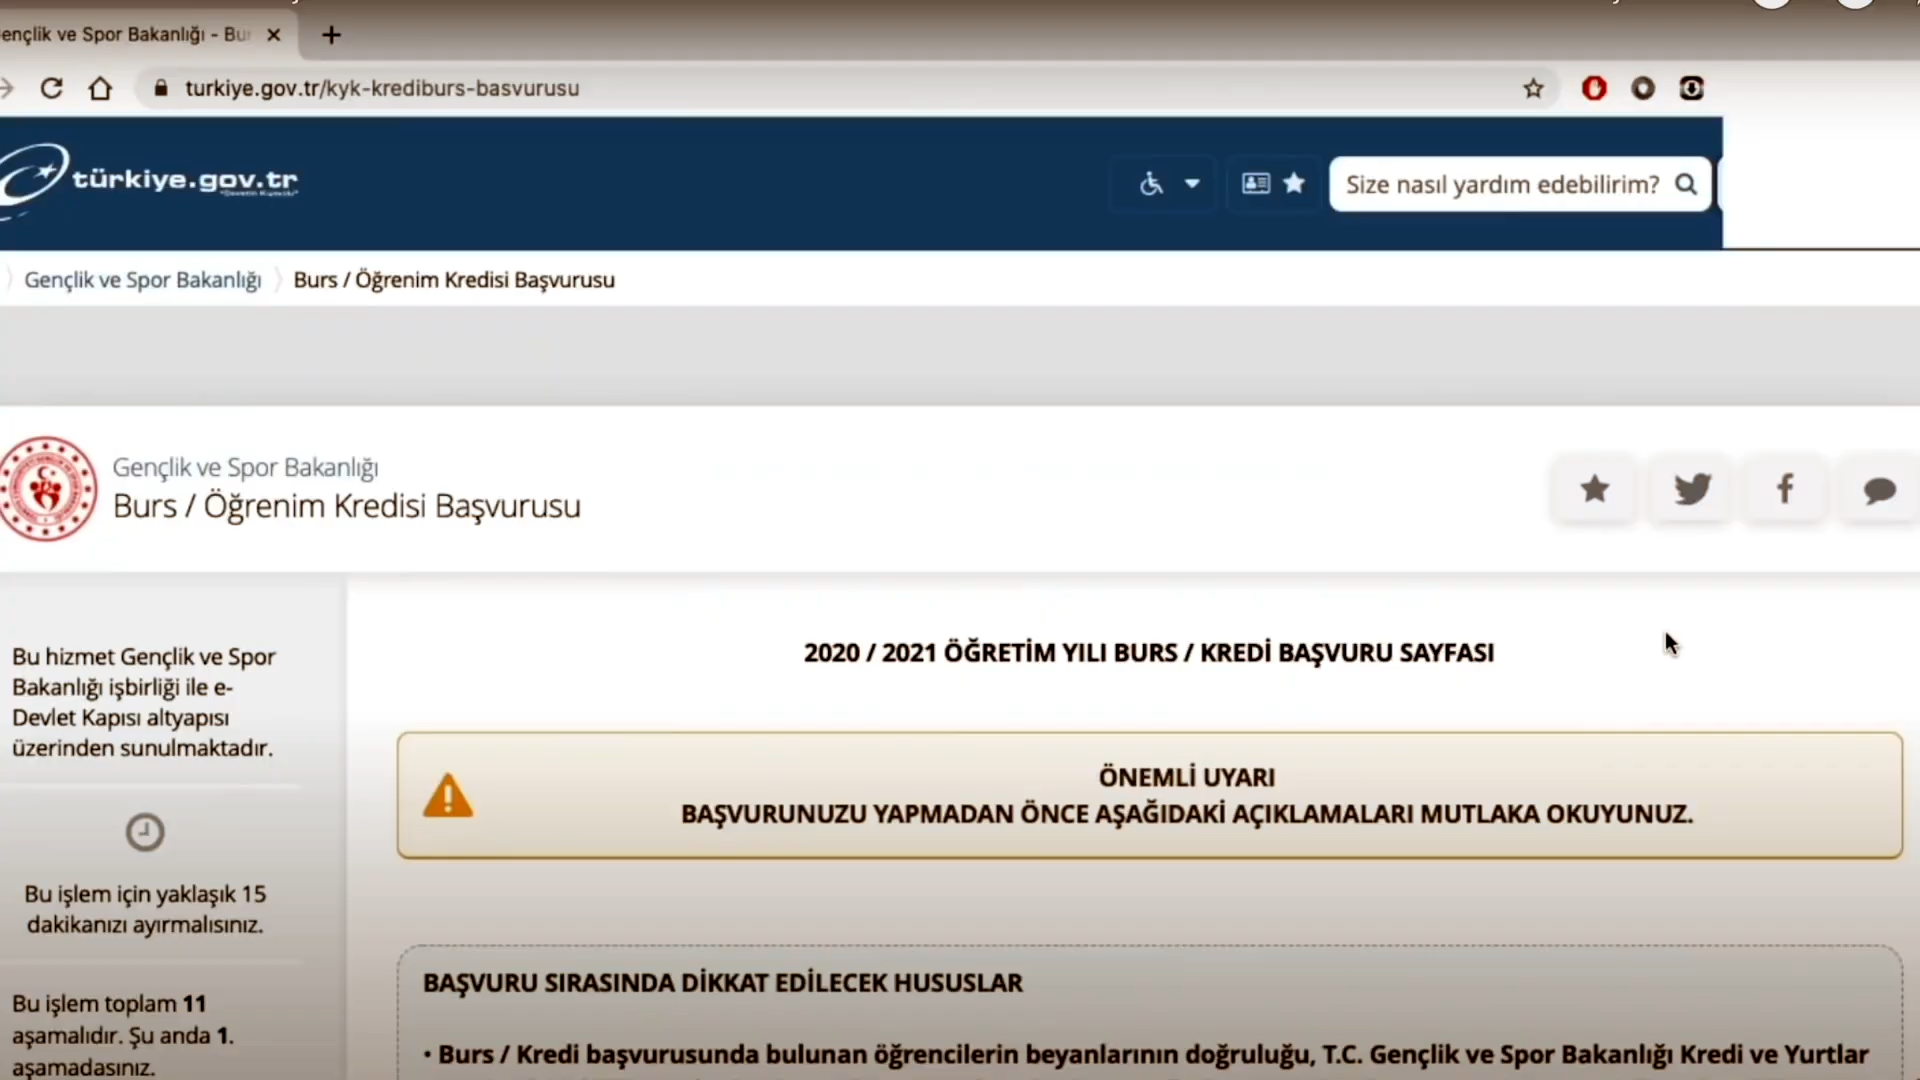 ençlik ve Spor Bakanlığı - Bu
turkiye.gov.tr/kyk-krediburs-basvurusu
türkiye.gov.tr
Size nasıl yardım edebilirim?
Gençlik ve Spor Bakanlığı
Burs / Öğrenim Kredisi Başvurusu
Gençlik ve Spor Bakanlığı
Burs / Öğrenim Kredisi Başvurusu
Bu hizmet Gençlik ve Spor
Bakanlığı işbirliği ile e-
Devlet Kapısı altyapısı
üzerinden sunulmaktadır.
Bu işlem için yaklaşık 15
dakikanızı ayırmalısınız.
Bu işlem toplam 11
aşamalıdır. Şu anda 1.
aşamadasınız.
2020 / 2021 ÖĞRETİM YILI BURS / KREDİ BAŞVURU SAYFASI
ÖNEMLİ UYARI
BAŞVURUNUZU YAPMADAN ÖNCE AŞAĞIDAKİ AÇIKLAMALARI MUTLAKA OKUYUNUZ.
BAŞVURU SIRASINDA DİKKAT EDİLECEK HUSUSLAR
• Burs / Kredi başvurusunda bulunan öğrencilerin beyanlarının doğruluğu, T.C. Gençlik ve Spor Bakanlığı Kredi ve Yurtlar